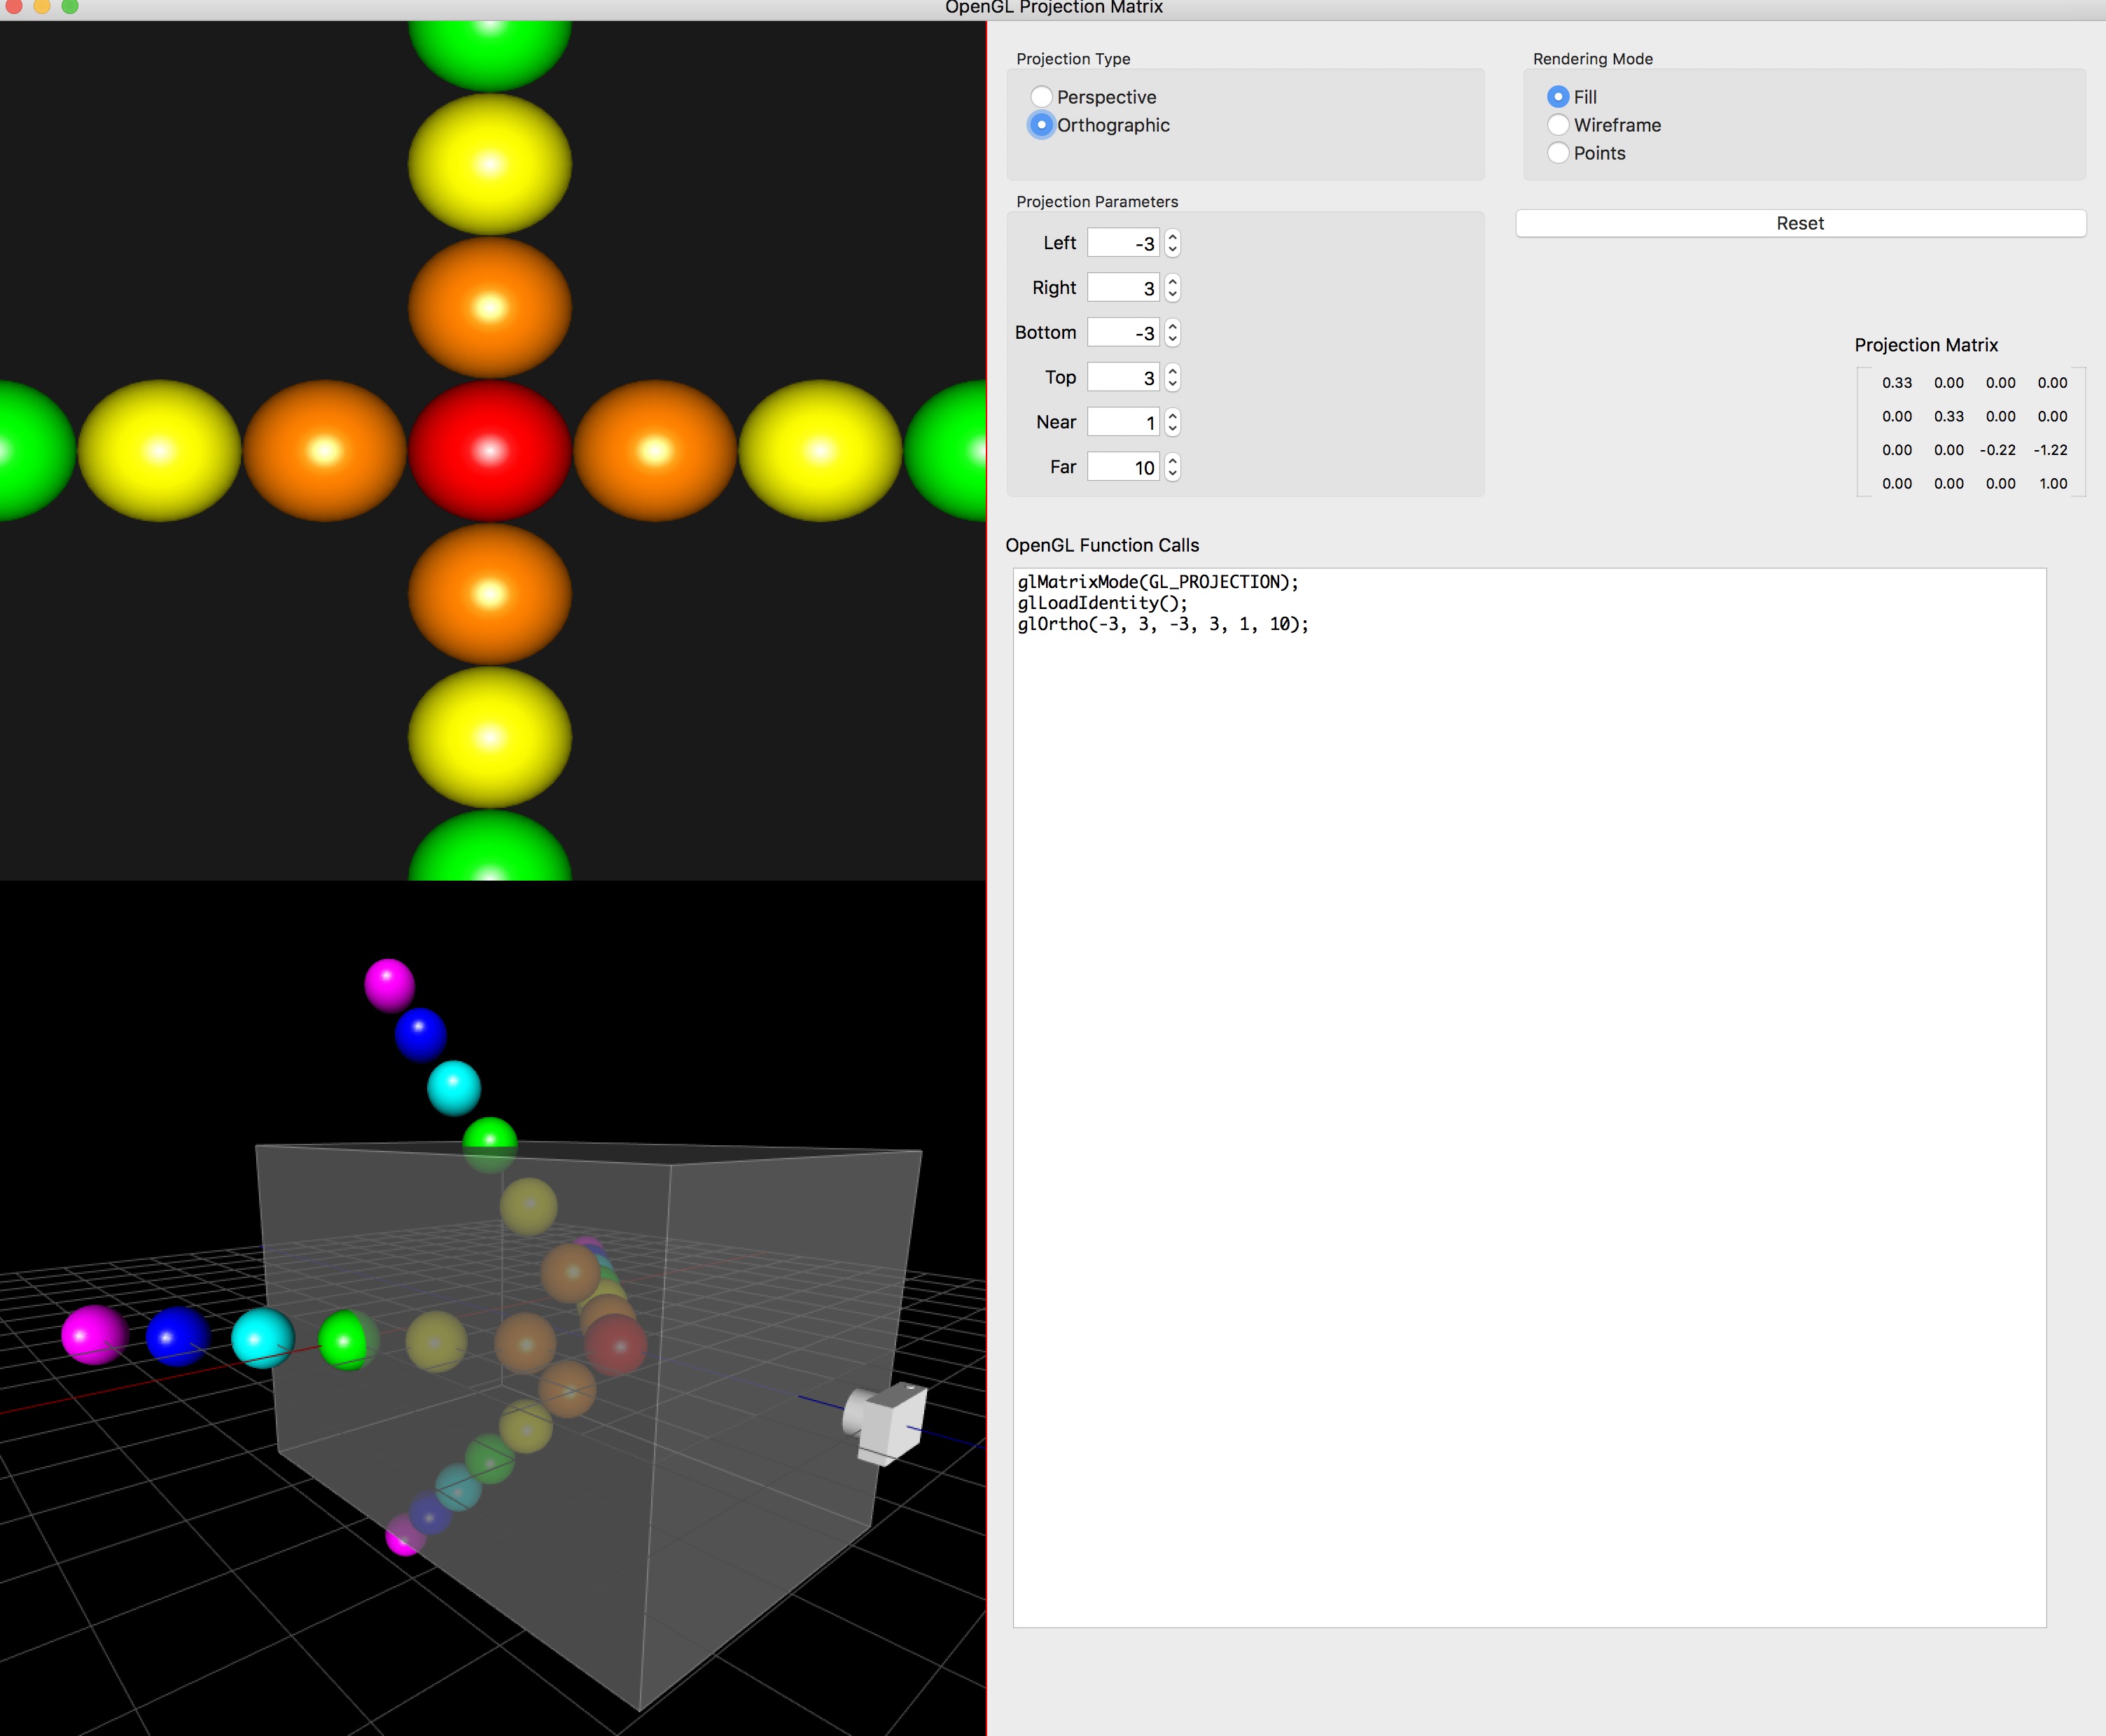 OpenGL Projection Matrix
Projection Type
Perspective
Orthographic
Rendering Mode
Fill
Wireframe
Points
Projection Parameters
Left -3
Right 3
Bottom -3
Top 3
Near 1
Far 10
Reset
Projection Matrix
0.33 0.00 0.00 0.00
0.00 0.33 0.00 0.00
0.00 0.00 -0.22 -1.22
0.00 0.00 0.00 1.00
OpenGL Function Calls
glMatrixMode(GL_PROJECTION);
glLoadIdentity();
glOrtho(-3, 3, -3, 3, 1, 10);